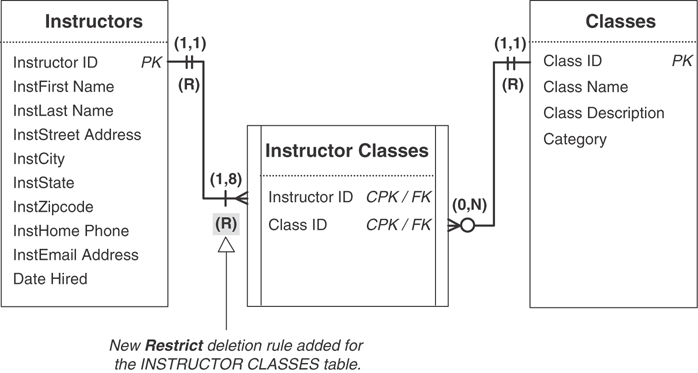 Instructors
Instructor ID PK
InstFirst Name
InstLast Name
InstStreet Address
InstCity
InstState
InstZipcode
InstHome Phone
InstEmail Address
Date Hired
(1,1)
(R)
(1,8)
(R)
Instructor Classes
Instructor ID CPK / FK
Class ID CPK / FK
(1,1)
(R)
(0,N)
Classes
Class ID PK
Class Name
Class Description
Category
New Restrict deletion rule added for
the INSTRUCTOR CLASSES table.